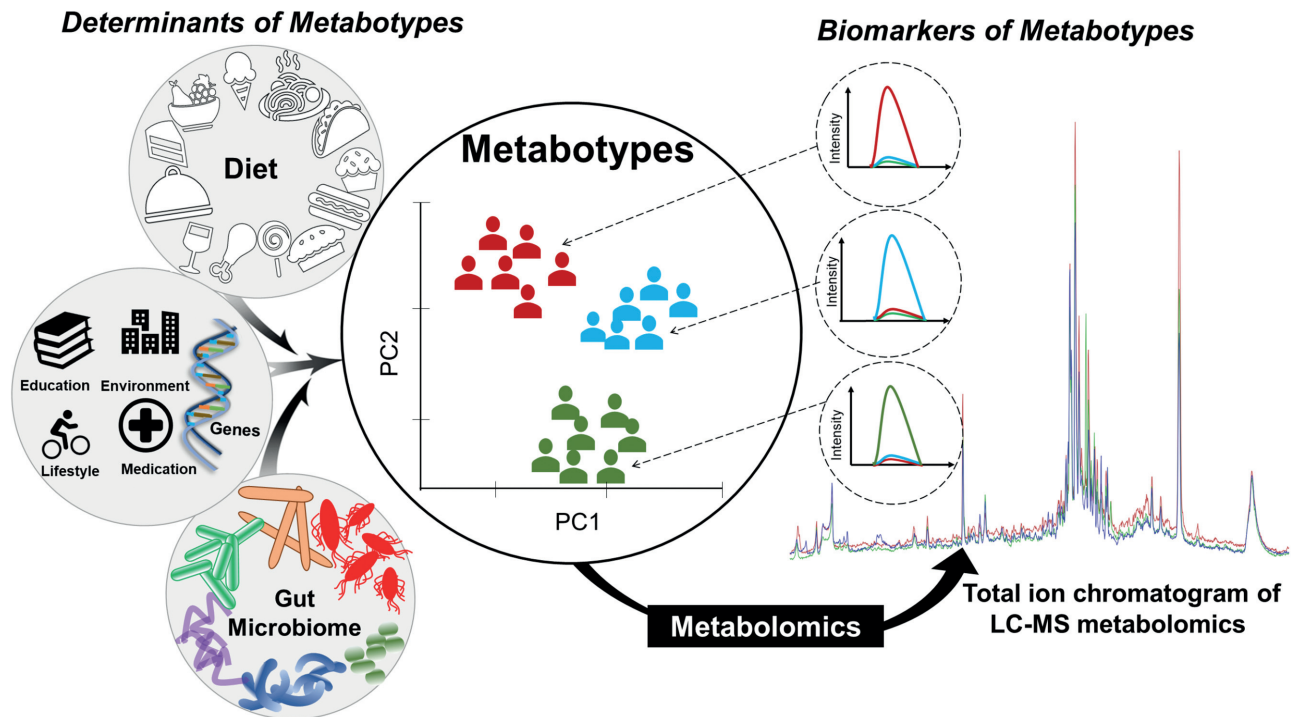 Determinants of Metabotypes
Biomarkers of Metabotypes
Diet
Metabotypes
Intensity
Intensity
Intensity
Education
Environment
Genes
Lifestyle
Medication
PC2
PC1
Gut
Microbiome
Metabolomics
Total ion chromatogram of
LC-MS metabolomics